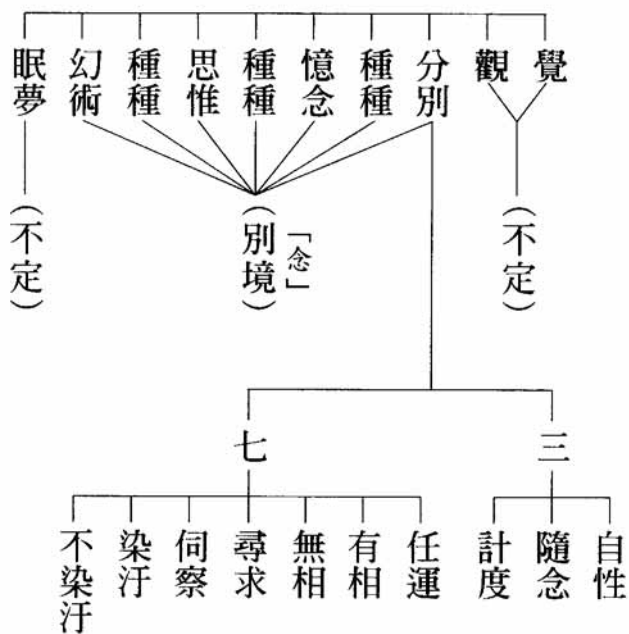 覺
觀
分別
種種
憶念
種種
思惟
種種
幻術
眠夢
（不定）
「念」
（別境）
（不定）
三
七
自性
隨念
計度
任運
有相
無相
尋求
伺察
染汙
不染汙